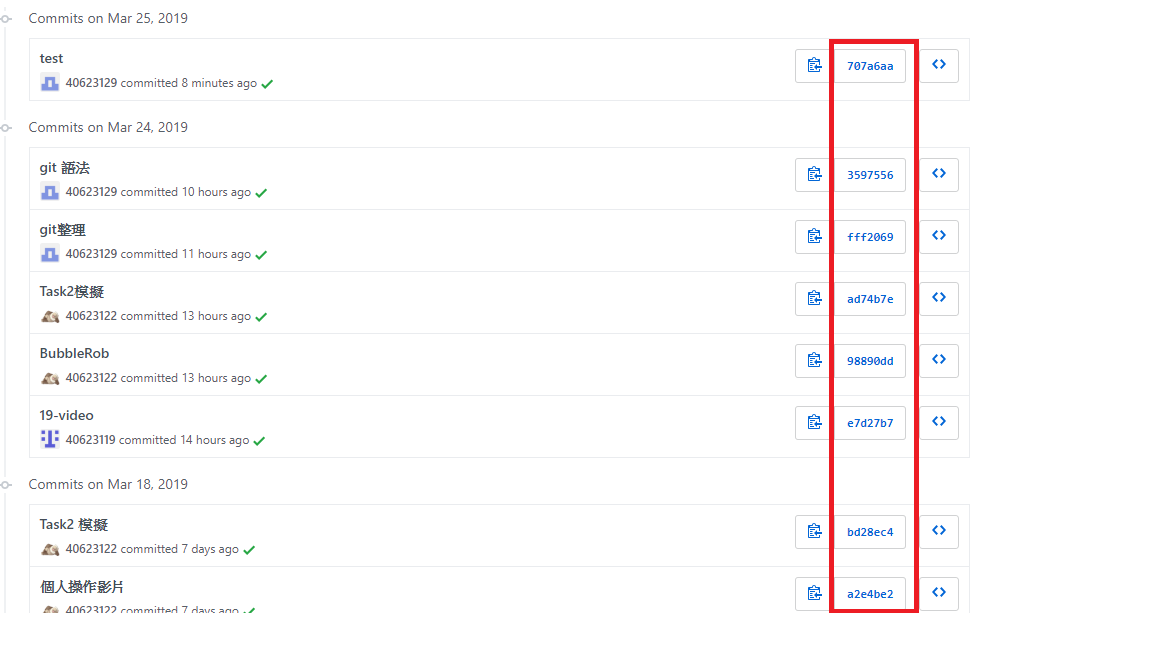 Commits on Mar 25, 2019
test
707a6aa
40623129 committed 8 minutes ago
Commits on Mar 24, 2019
git 語法
3597556
40623129 committed 10 hours ago
git整理
fff2069
40623129 committed 11 hours ago
Task2模擬
ad74b7e
40623122 committed 13 hours ago
BubbleRob
98890dd
40623122 committed 13 hours ago
19-video
e7d27b7
40623119 committed 14 hours ago
Commits on Mar 18, 2019
Task2 模擬
bd28ec4
40623122 committed 7 days ago
個人操作影片
a2e4be2
40623122 committed 7 days ago